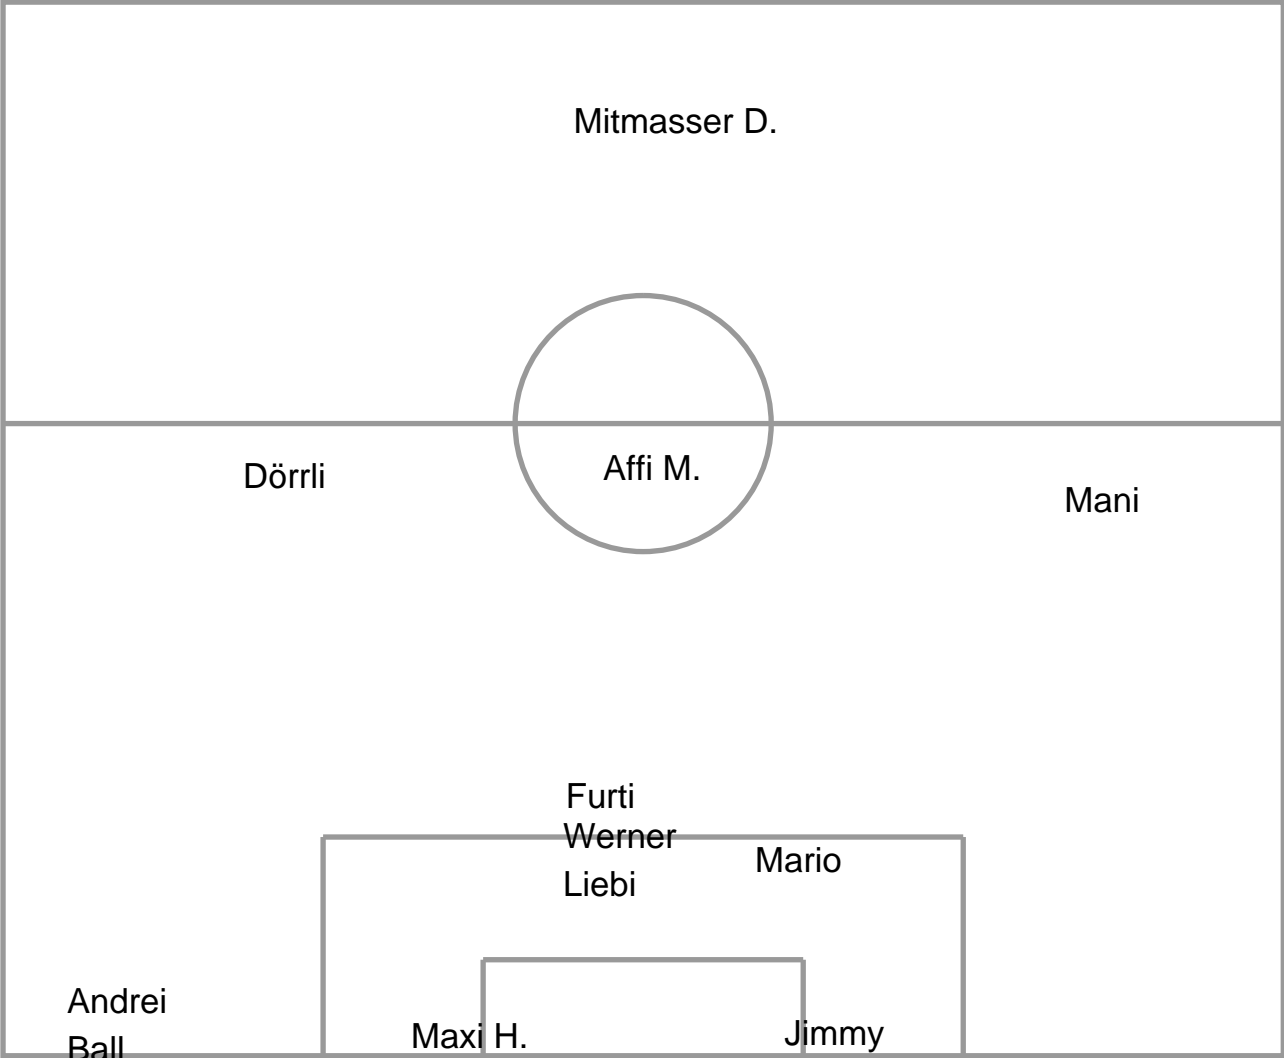 Mitmasser D.
Dörrli
Affi M.
Mani
Furti
Werner
Mario
Liebi
Andrei
Ball
Maxi H.
Jimmy